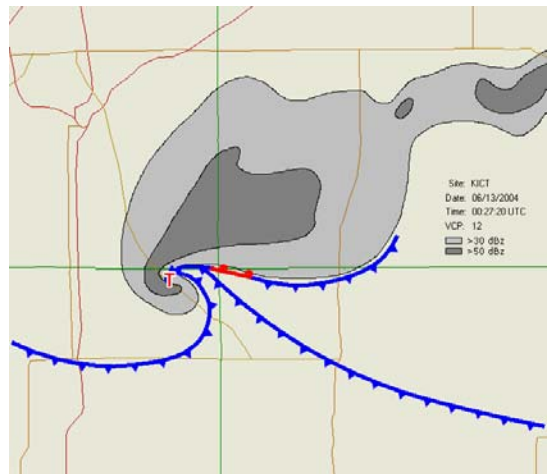 Site: KICT
Date: 06/13/2004
Time: 00:27:20 UTC
VCP: 12
>30 dBz
>50 dBz
T